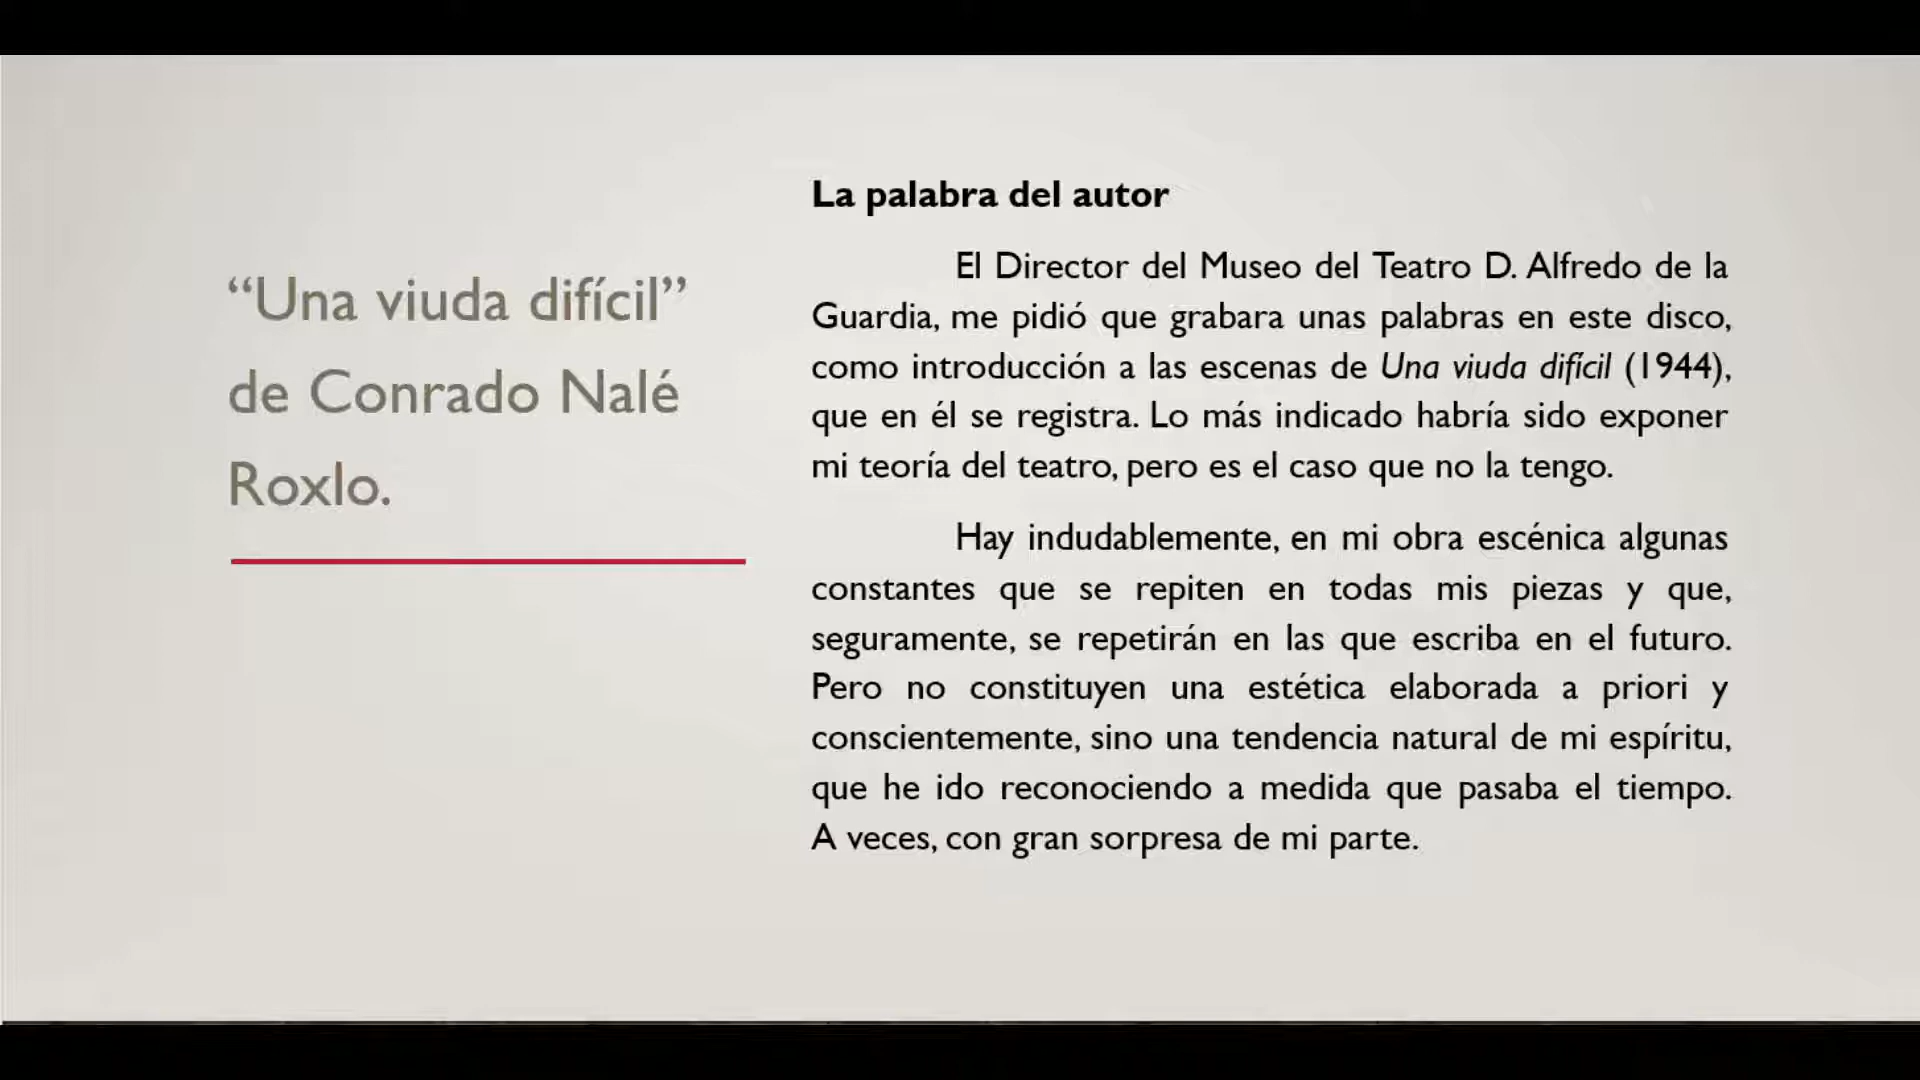 “Una viuda difícil”
de Conrado Nalé
Roxlo.
La palabra del autor
El Director del Museo del Teatro D. Alfredo de la
Guardia, me pidió que grabara unas palabras en este disco,
como introducción a las escenas de Una viuda difícil (1944),
que en él se registra. Lo más indicado habría sido exponer
mi teoría del teatro, pero es el caso que no la tengo.
Hay indudablemente, en mi obra escénica algunas
constantes que se repiten en todas mis piezas y que,
seguramente, se repetirán en las que escriba en el futuro.
Pero no constituyen una estética elaborada a priori y
conscientemente, sino una tendencia natural de mi espíritu,
que he ido reconociendo a medida que pasaba el tiempo.
A veces, con gran sorpresa de mi parte.